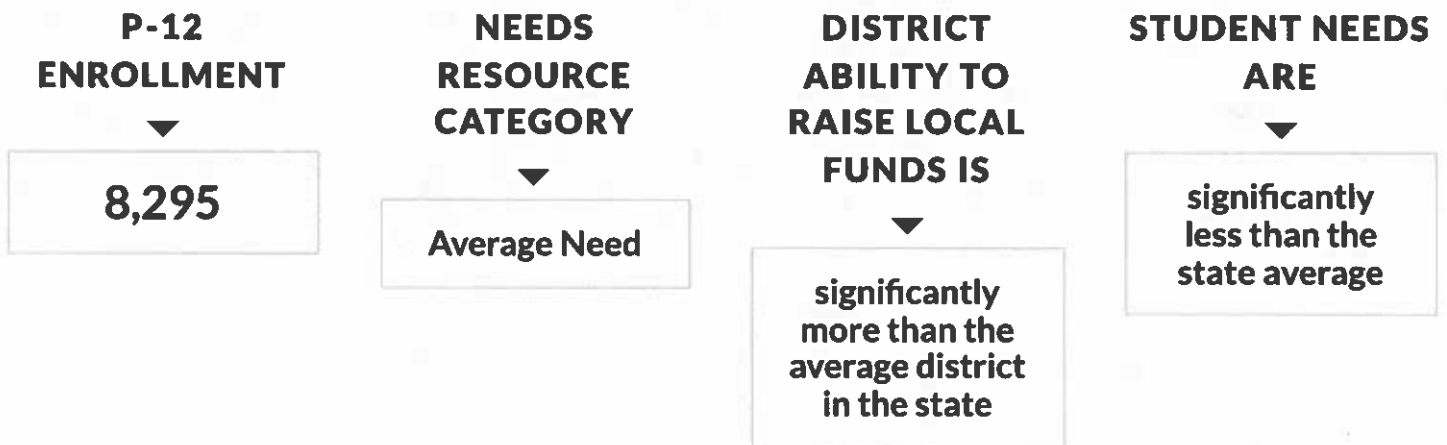 P-12
ENROLLMENT
8,295
NEEDS
RESOURCE
CATEGORY
Average Need
DISTRICT
ABILITY TO
RAISE LOCAL
FUNDS IS
significantly
more than the
average district
in the state
STUDENT NEEDS
ARE
significantly
less than the
state average